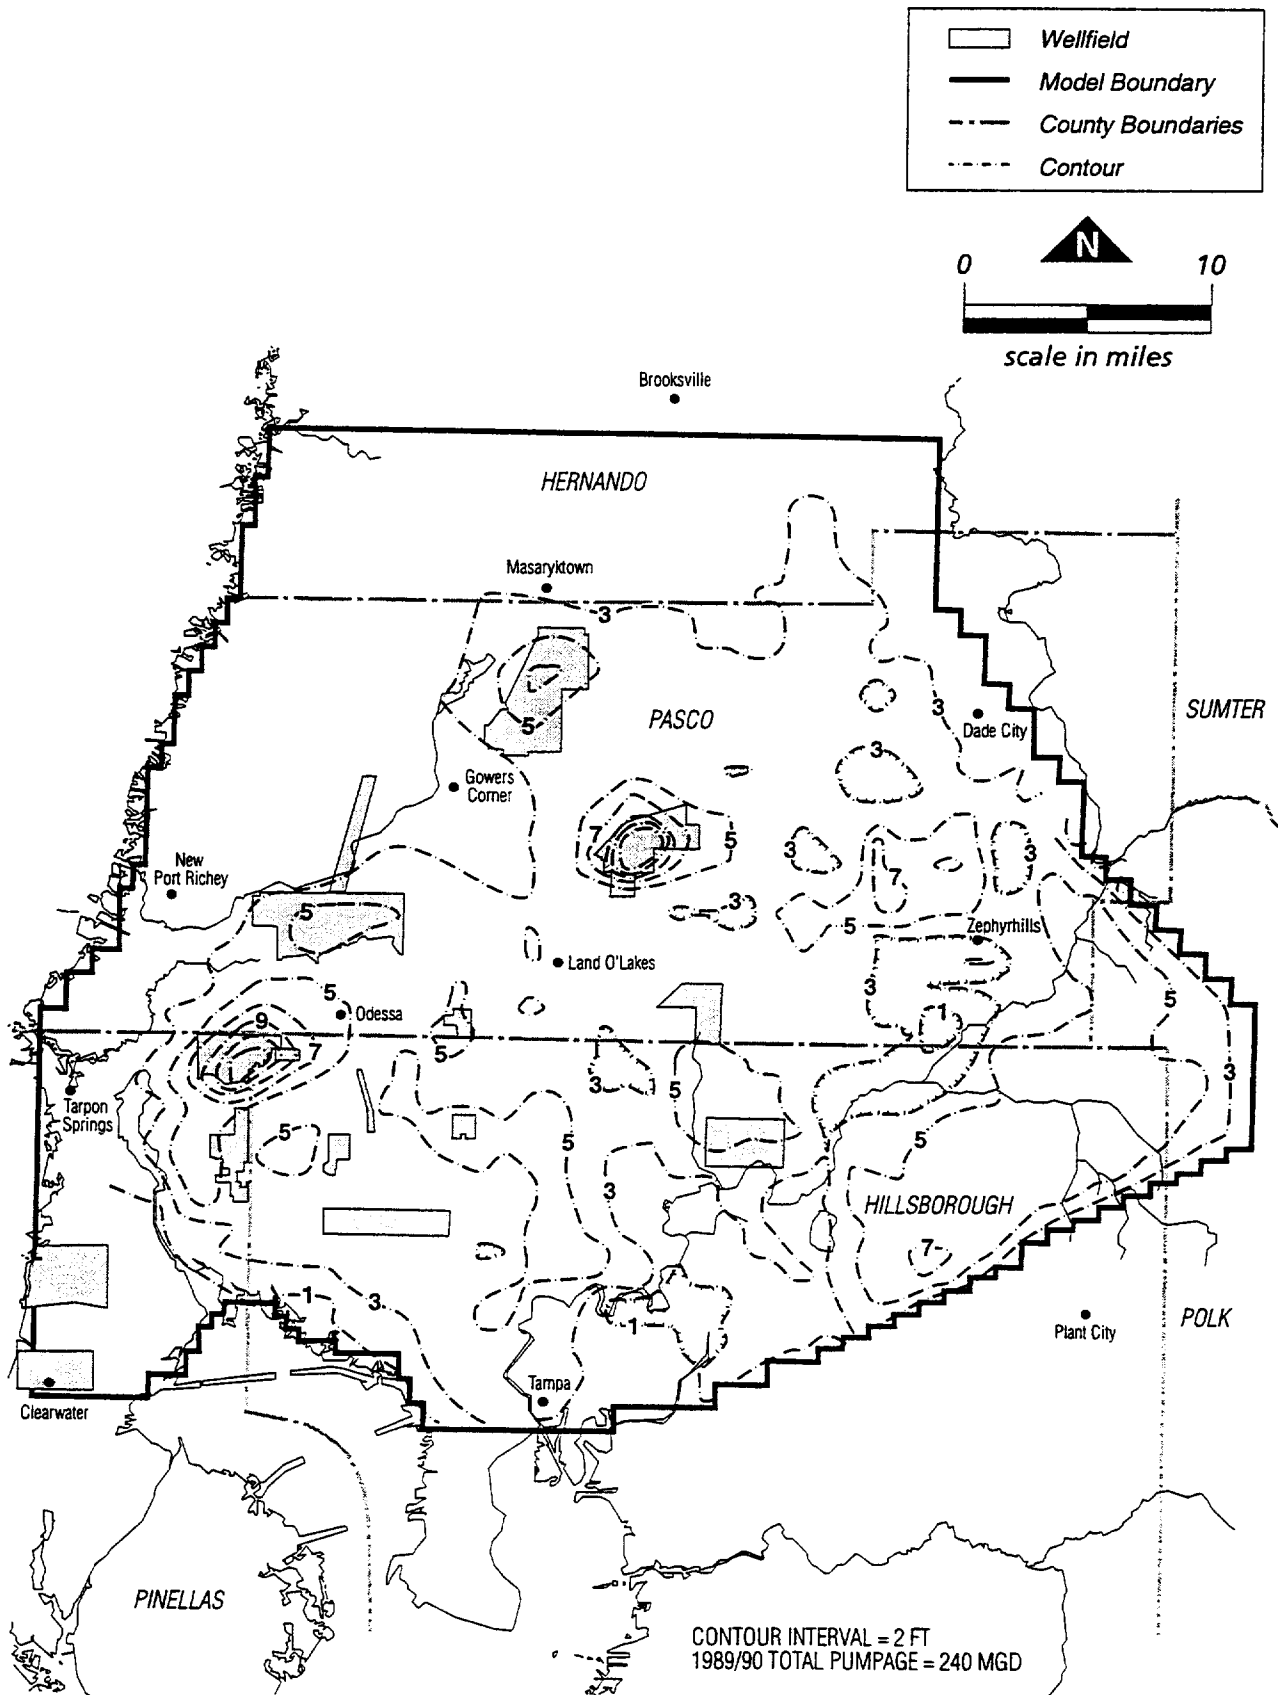 Wellfield
Model Boundary
County Boundaries
Contour
N
0
10
scale in miles
Brooksville
HERNANDO
Masaryktown
3
5
PASCO
3
Dade City
SUMTER
3
Gowers
Corner
7
5
3
3
New
Port Richey
7
5
3
5
Zephyrhills
Land O'Lakes
5
3
5
1
9
Odessa
7
5
3
5
3
Tarpon
Springs
5
5
5
3
HILLSBOROUGH
7
1
3
1
Plant City
POLK
Tampa
Clearwater
PINELLAS
CONTOUR INTERVAL = 2 FT
1989/90 TOTAL PUMPAGE = 240 MGD